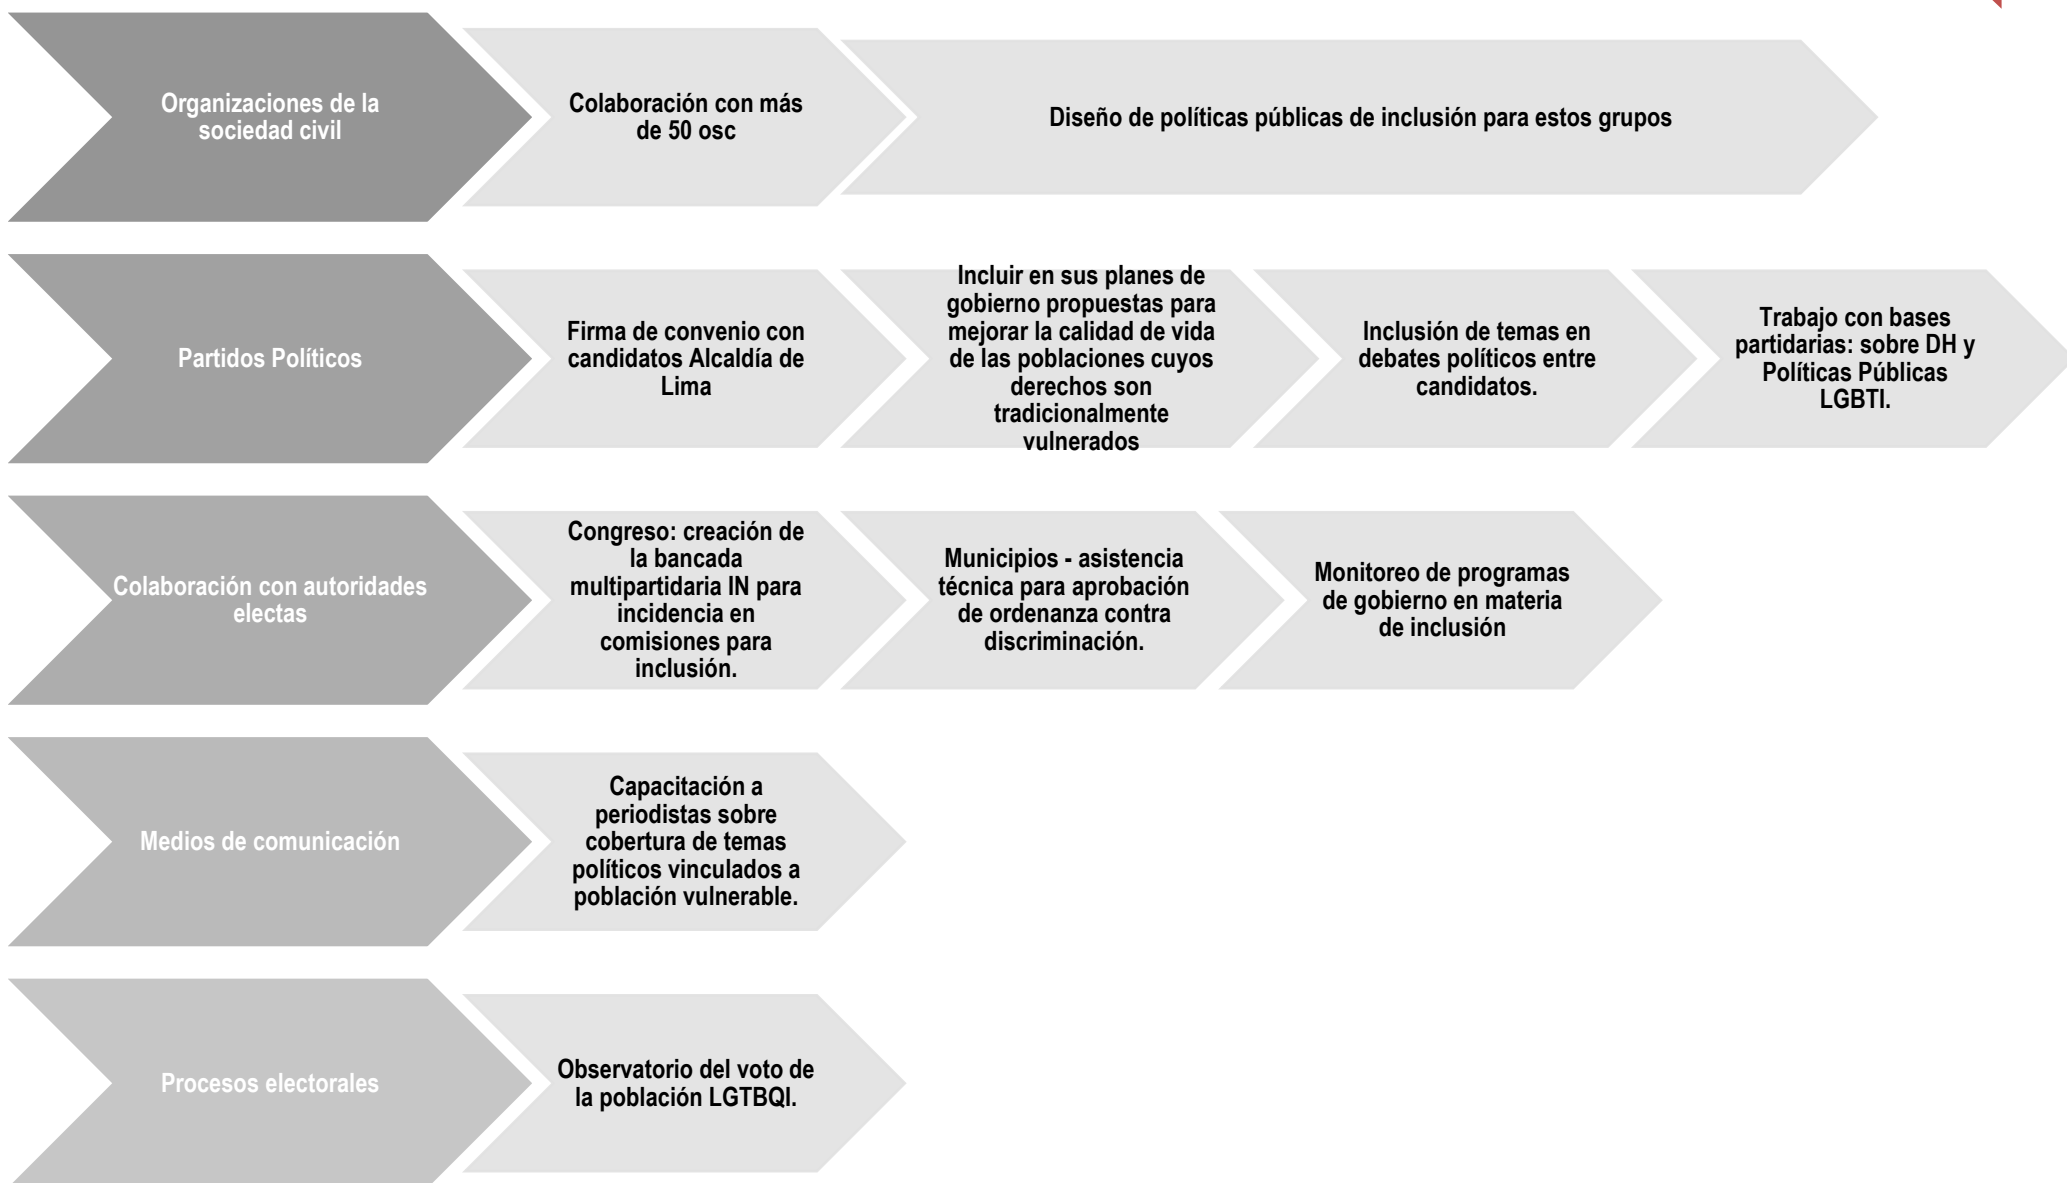 Organizaciones de la
sociedad civil
Colaboración con más
de 50 osc
Diseño de políticas públicas de inclusión para estos grupos
Partidos Políticos
Firma de convenio con
candidatos Alcaldía de
Lima
Incluir en sus planes de
gobierno propuestas para
mejorar la calidad de vida
de las poblaciones cuyos
derechos son
tradicionalmente
vulnerados
Inclusión de temas en
debates políticos entre
candidatos.
Trabajo con bases
partidarias: sobre DH y
Políticas Públicas
LGBTI.
Colaboración con autoridades
electas
Congreso: creación de
la bancada
multipartidaria IN para
incidencia en
comisiones para
inclusión.
Municipios - asistencia
técnica para aprobación
de ordenanza contra
discriminación.
Monitoreo de programas
de gobierno en materia
de inclusión
Medios de comunicación
Capacitación a
periodistas sobre
cobertura de temas
políticos vinculados a
población vulnerable.
Procesos electorales
Observatorio del voto de
la población LGTBQI.